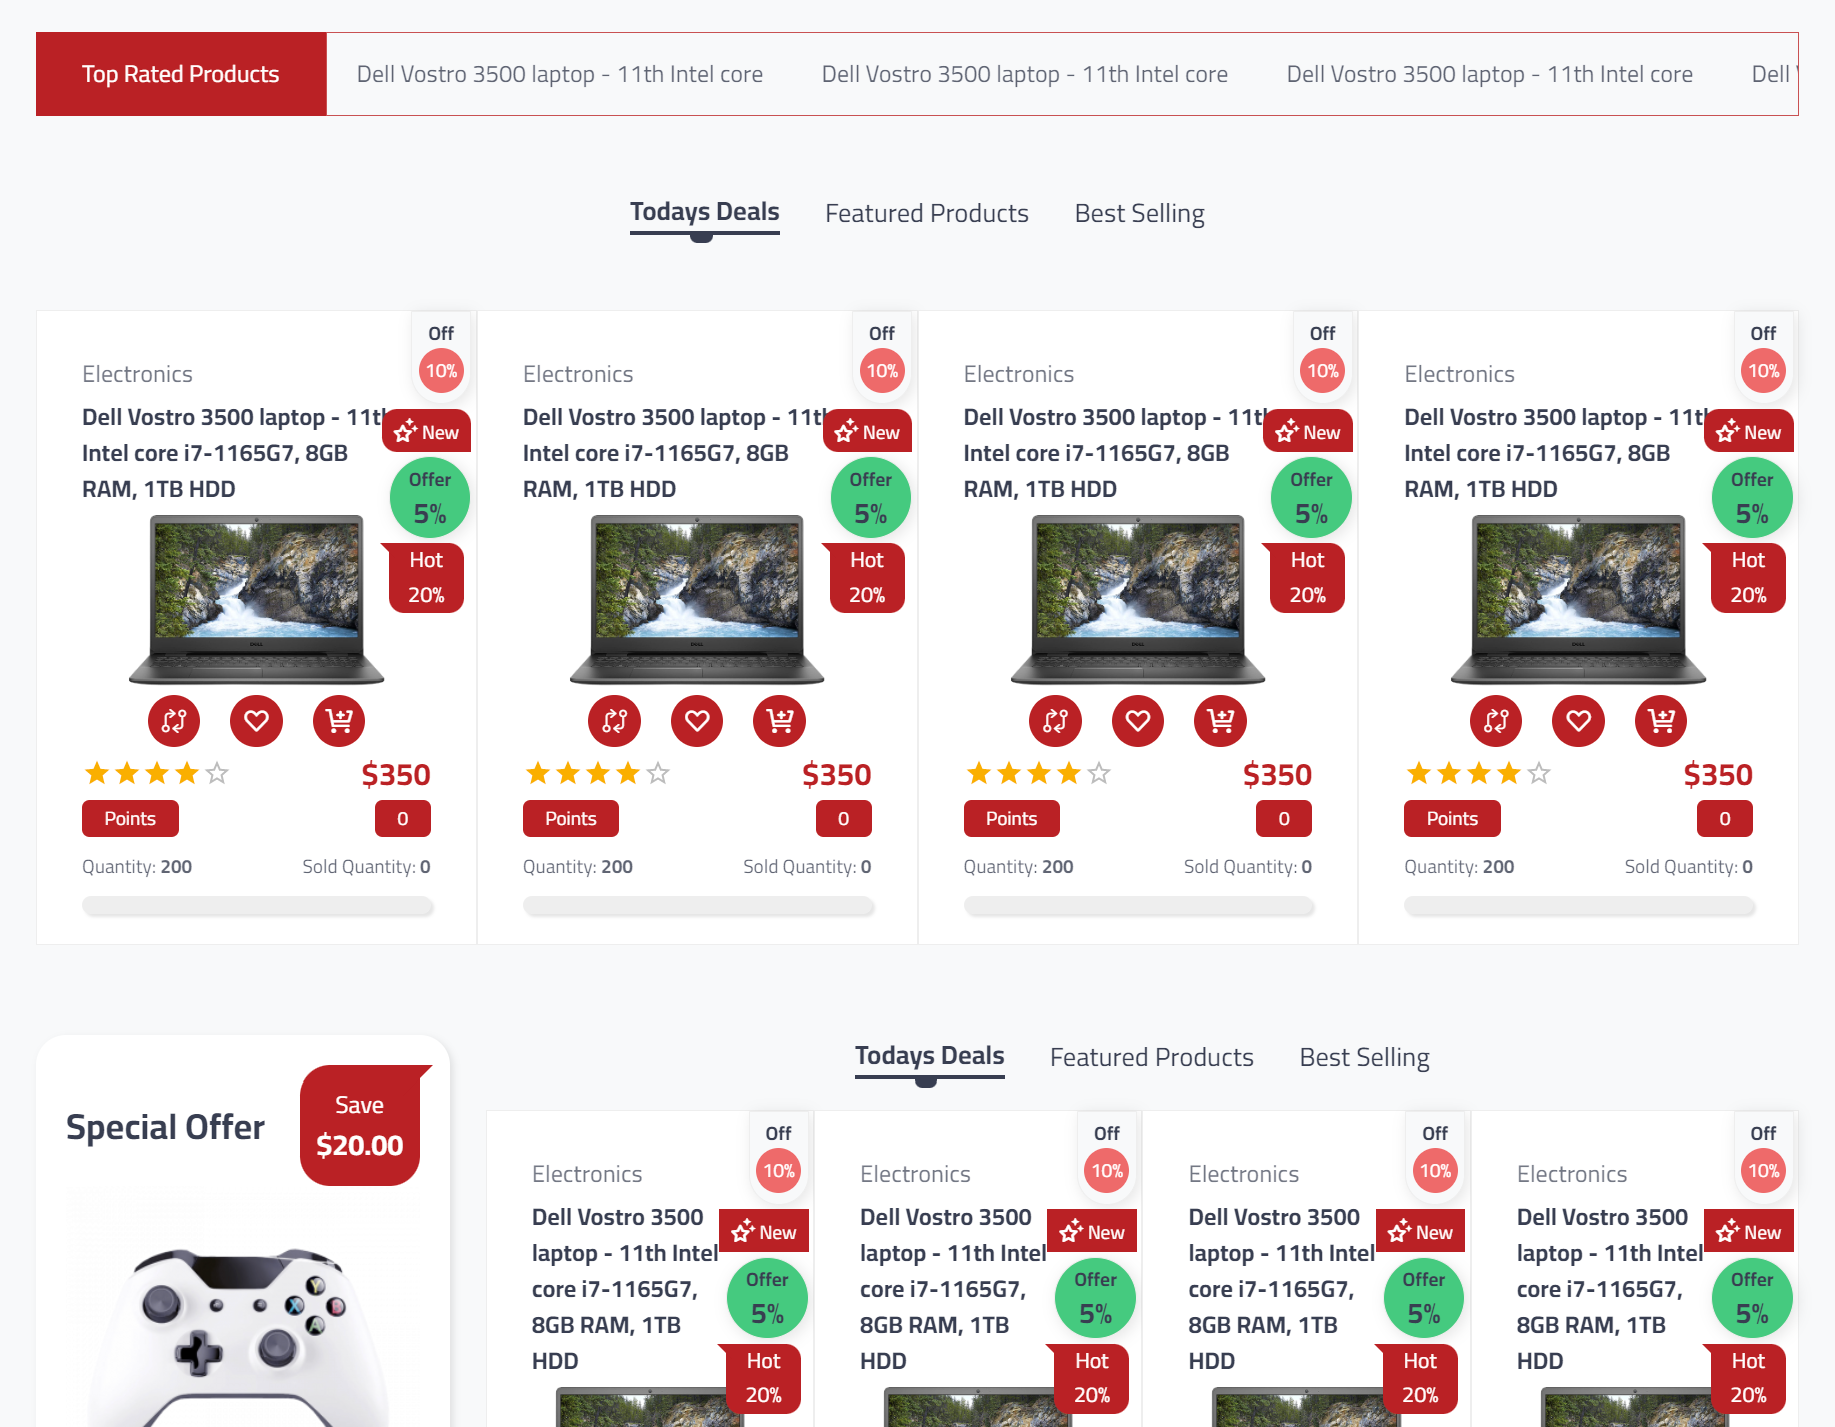 Top Rated Products
Dell Vostro 3500 laptop - 11th Intel core
Dell Vostro 3500 laptop - 11th Intel core
Dell Vostro 3500 laptop - 11th Intel core
Dell
Todays Deals
Featured Products
Best Selling
Off
10%
Electronics
Dell Vostro 3500 laptop - 11th
Intel core i7-1165G7, 8GB
RAM, 1TB HDD
New
Offer
5%
Hot
20%
$350
Points
0
Quantity: 200
Sold Quantity: 0
Off
10%
Electronics
Dell Vostro 3500 laptop - 11th
Intel core i7-1165G7, 8GB
RAM, 1TB HDD
New
Offer
5%
Hot
20%
$350
Points
0
Quantity: 200
Sold Quantity: 0
Off
10%
Electronics
Dell Vostro 3500 laptop - 11th
Intel core i7-1165G7, 8GB
RAM, 1TB HDD
New
Offer
5%
Hot
20%
$350
Points
0
Quantity: 200
Sold Quantity: 0
Off
10%
Electronics
Dell Vostro 3500 laptop - 11th
Intel core i7-1165G7, 8GB
RAM, 1TB HDD
New
Offer
5%
Hot
20%
$350
Points
0
Quantity: 200
Sold Quantity: 0
Special Offer
Save
$20.00
Y
X
B
A
Todays Deals
Featured Products
Best Selling
Off
10%
Electronics
Dell Vostro 3500
laptop - 11th Intel
core i7-1165G7,
8GB RAM, 1TB
HDD
New
Offer
5%
Hot
20%
Off
10%
Electronics
Dell Vostro 3500
laptop - 11th Intel
core i7-1165G7,
8GB RAM, 1TB
HDD
New
Offer
5%
Hot
20%
Off
10%
Electronics
Dell Vostro 3500
laptop - 11th Intel
core i7-1165G7,
8GB RAM, 1TB
HDD
New
Offer
5%
Hot
20%
Off
10%
Electronics
Dell Vostro 3500
laptop - 11th Intel
core i7-1165G7,
8GB RAM, 1TB
HDD
New
Offer
5%
Hot
20%